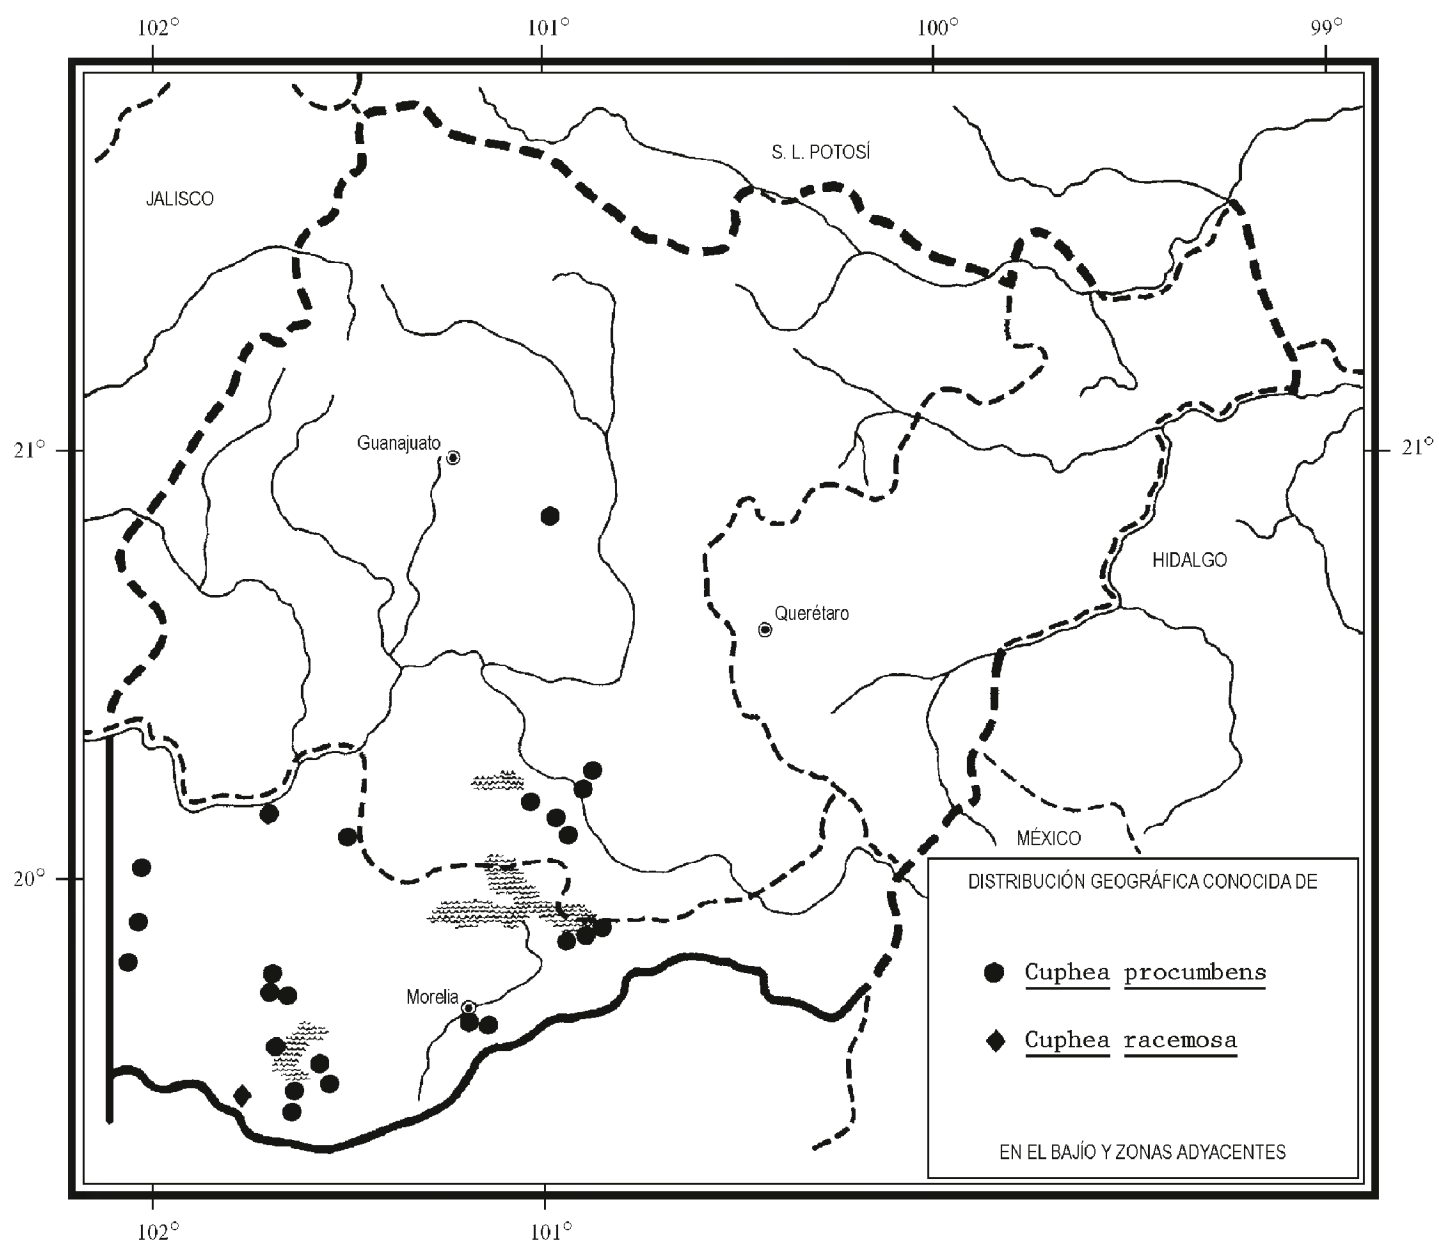 102° 101° 100° 99°
S. L. POTOSÍ
JALISCO
Guanajuato
21° 21°
HIDALGO
Querétaro
MÉXICO
20°
DISTRIBUCIÓN GEOGRÁFICA CONOCIDA DE
Cuphea procumbens
Morelia
Cuphea racemosa
EN EL BAJÍO Y ZONAS ADYACENTES
102° 101°